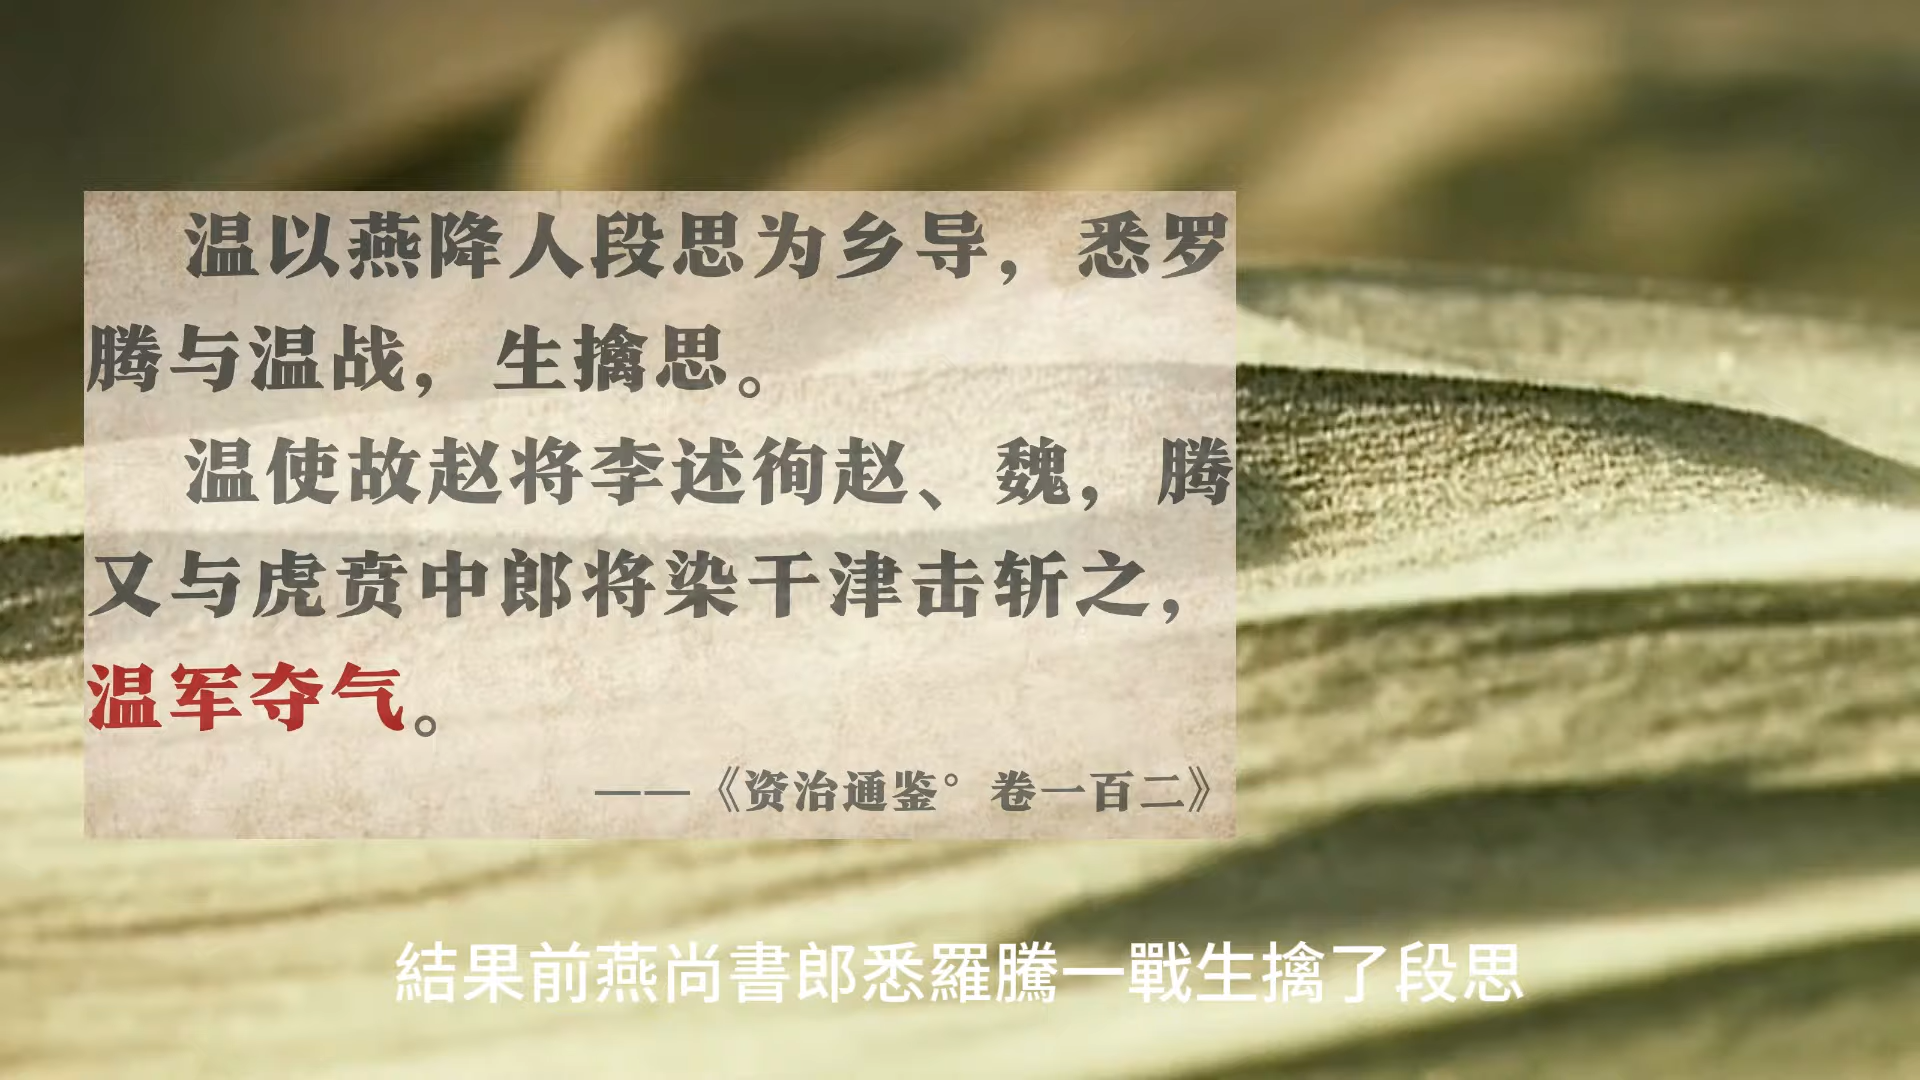 温以燕降人段思为乡导，悉罗
腾与温战，生擒思。
温使故赵将李述徇赵、魏，腾
又与虎贲中郎将染干津击斩之，
温军夺气。
——《资治通鉴°卷一百二》
結果前燕尚書郎悉羅騰一戰生擒了段思